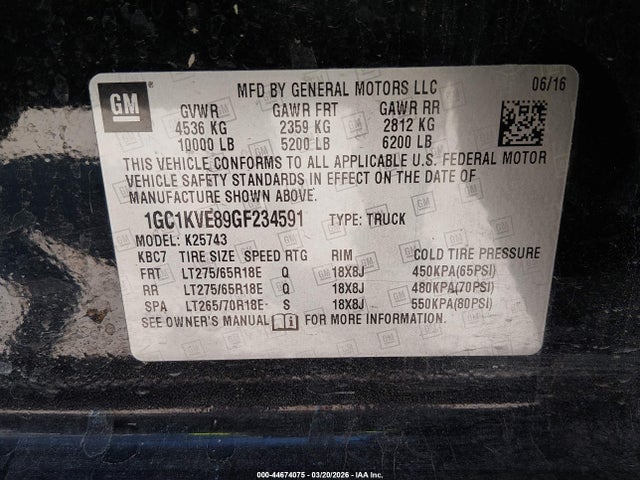 GM
MFD BY GENERAL MOTORS LLC 06/16
GVWR GAWR FRT GAWR RR
4536 KG 2359 KG 2812 KG
10000 LB 5200 LB 6200 LB
THIS VEHICLE CONFORMS TO ALL APPLICABLE U.S. FEDERAL MOTOR
VEHICLE SAFETY STANDARDS IN EFFECT ON THE DATE OF
MANUFACTURE SHOWN ABOVE.
1GC1KVE89GF234591 TYPE: TRUCK
MODEL: K25743
KBC7 TIRE SIZE SPEED RTG RIM COLD TIRE PRESSURE
FRT LT275/65R18E Q 18X8J 450KPA(65PSI)
RR LT275/65R18E Q 18X8J 480KPA(70PSI)
SPA LT265/70R18E S 18X8J 550KPA(80PSI)
SEE OWNER'S MANUAL FOR MORE INFORMATION.
000-44674075 - 03/20/2026 - IAA Inc.